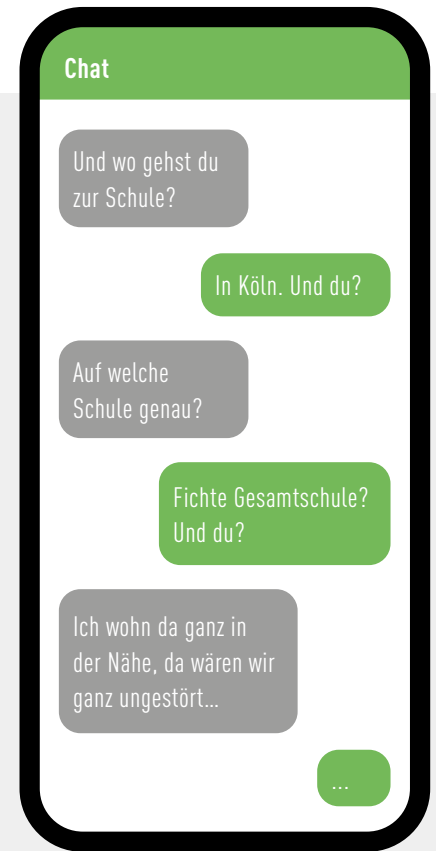 Chat
Und wo gehst du
zur Schule?
In Köln. Und du?
Auf welche
Schule genau?
Fichte Gesamtschule?
Und du?
Ich wohn da ganz in
der Nähe, da wären wir
ganz ungestört...
...